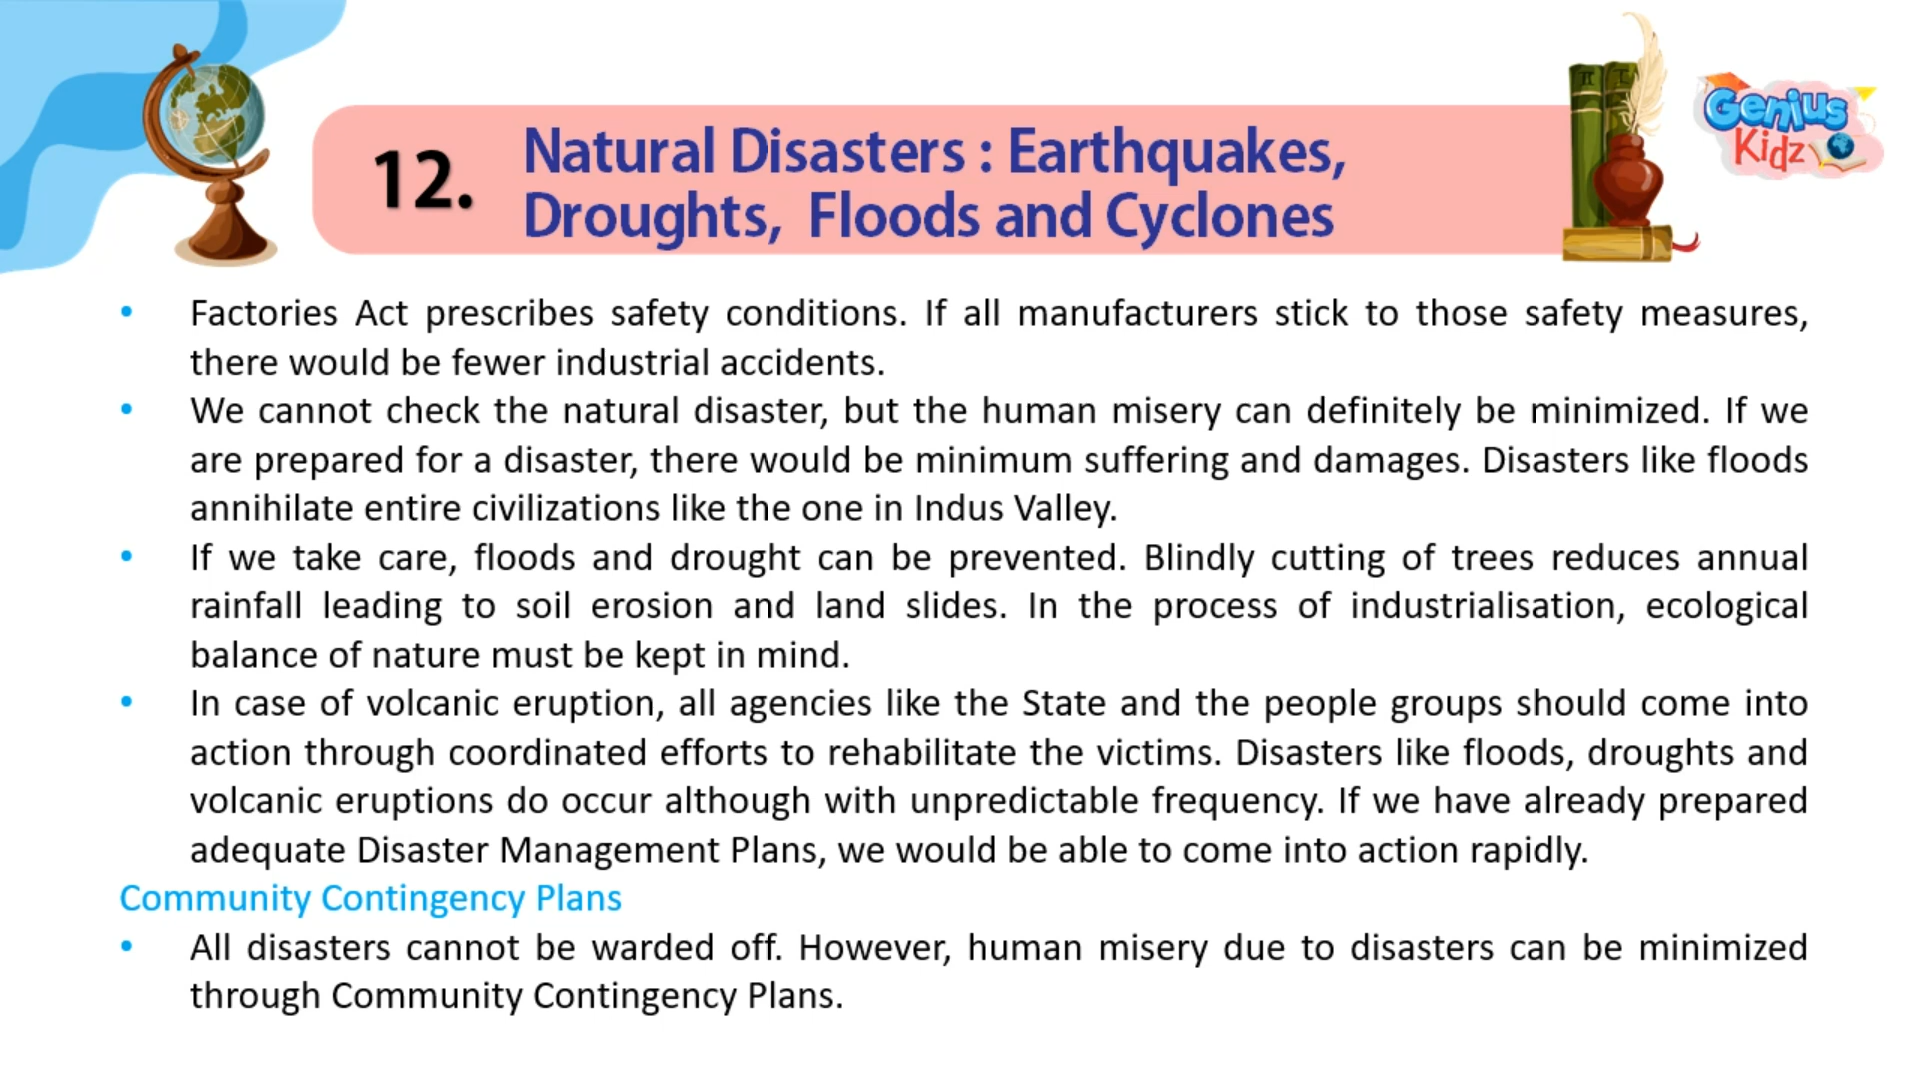 Genius
Kidz
12.
Natural Disasters : Earthquakes,
Droughts, Floods and Cyclones
• Factories Act prescribes safety conditions. If all manufacturers stick to those safety measures,
there would be fewer industrial accidents.
• We cannot check the natural disaster, but the human misery can definitely be minimized. If we
are prepared for a disaster, there would be minimum suffering and damages. Disasters like floods
annihilate entire civilizations like the one in Indus Valley.
• If we take care, floods and drought can be prevented. Blindly cutting of trees reduces annual
rainfall leading to soil erosion and land slides. In the process of industrialisation, ecological
balance of nature must be kept in mind.
• In case of volcanic eruption, all agencies like the State and the people groups should come into
action through coordinated efforts to rehabilitate the victims. Disasters like floods, droughts and
volcanic eruptions do occur although with unpredictable frequency. If we have already prepared
adequate Disaster Management Plans, we would be able to come into action rapidly.
Community Contingency Plans
• All disasters cannot be warded off. However, human misery due to disasters can be minimized
through Community Contingency Plans.